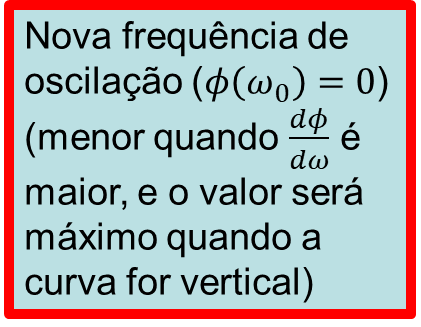 Nova frequência de
oscilação (𝜙(𝜔₀) = 0)
(menor quando d𝜙/d𝜔 é
maior, e o valor será
máximo quando a
curva for vertical)